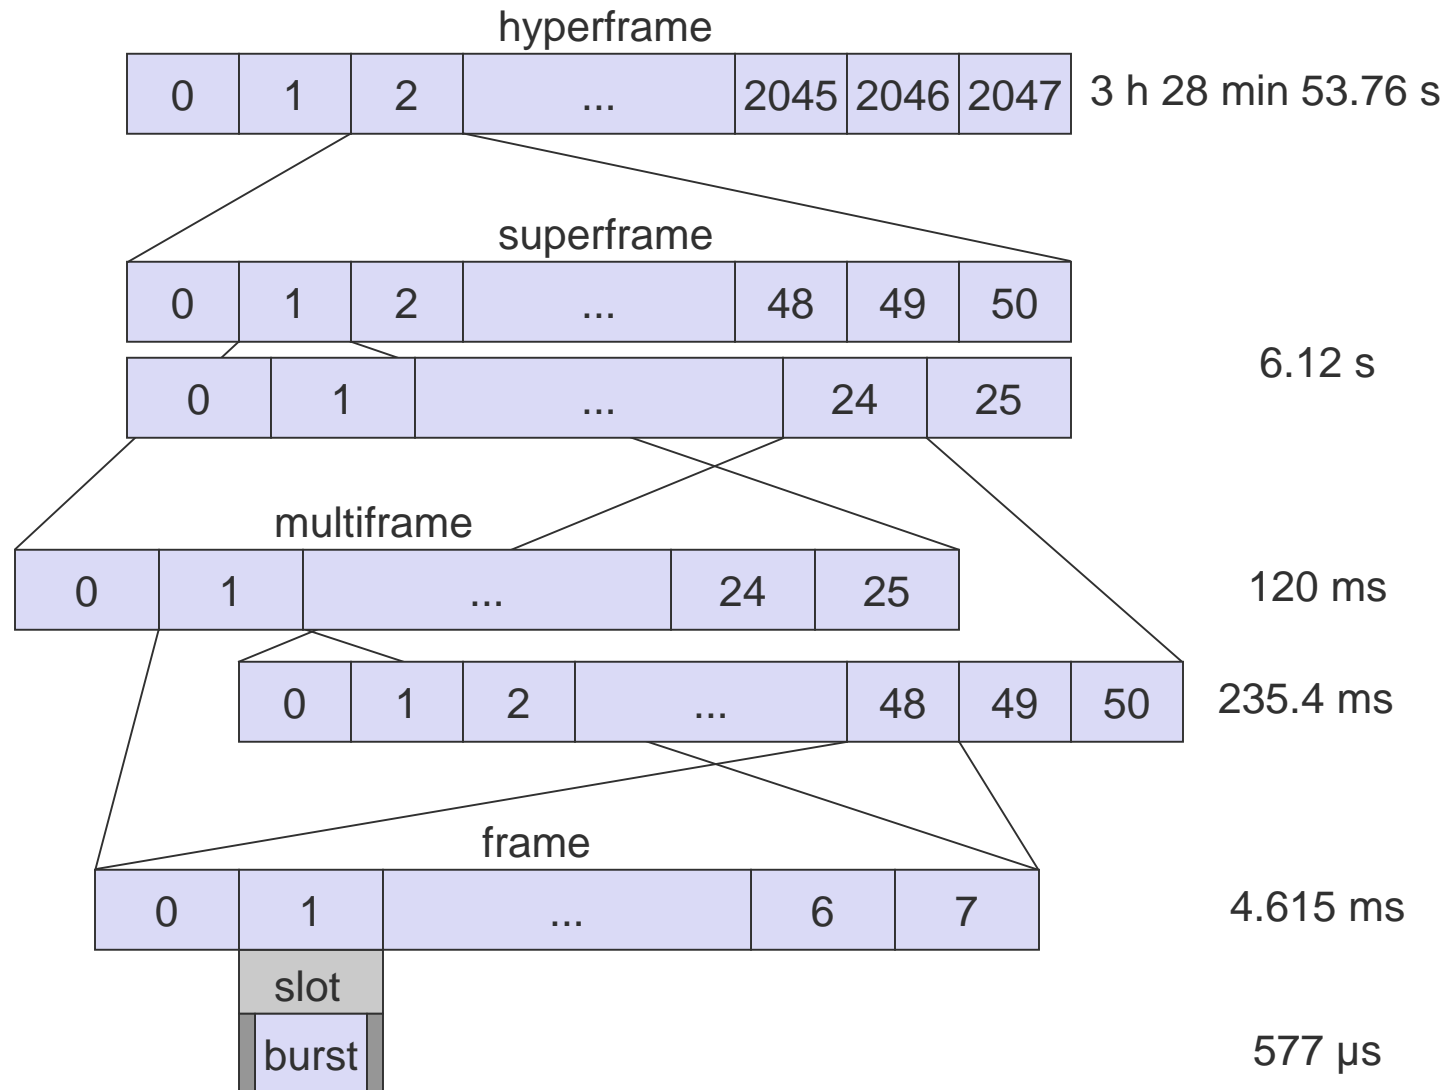 hyperframe
0 1 2 ... 2045 2046 2047 3 h 28 min 53.76 s
superframe
0 1 2 ... 48 49 50
6.12 s
0 1 ... 24 25
multiframe
0 1 ... 24 25 120 ms
0 1 2 ... 48 49 50 235.4 ms
frame
0 1 ... 6 7 4.615 ms
slot
burst 577 µs